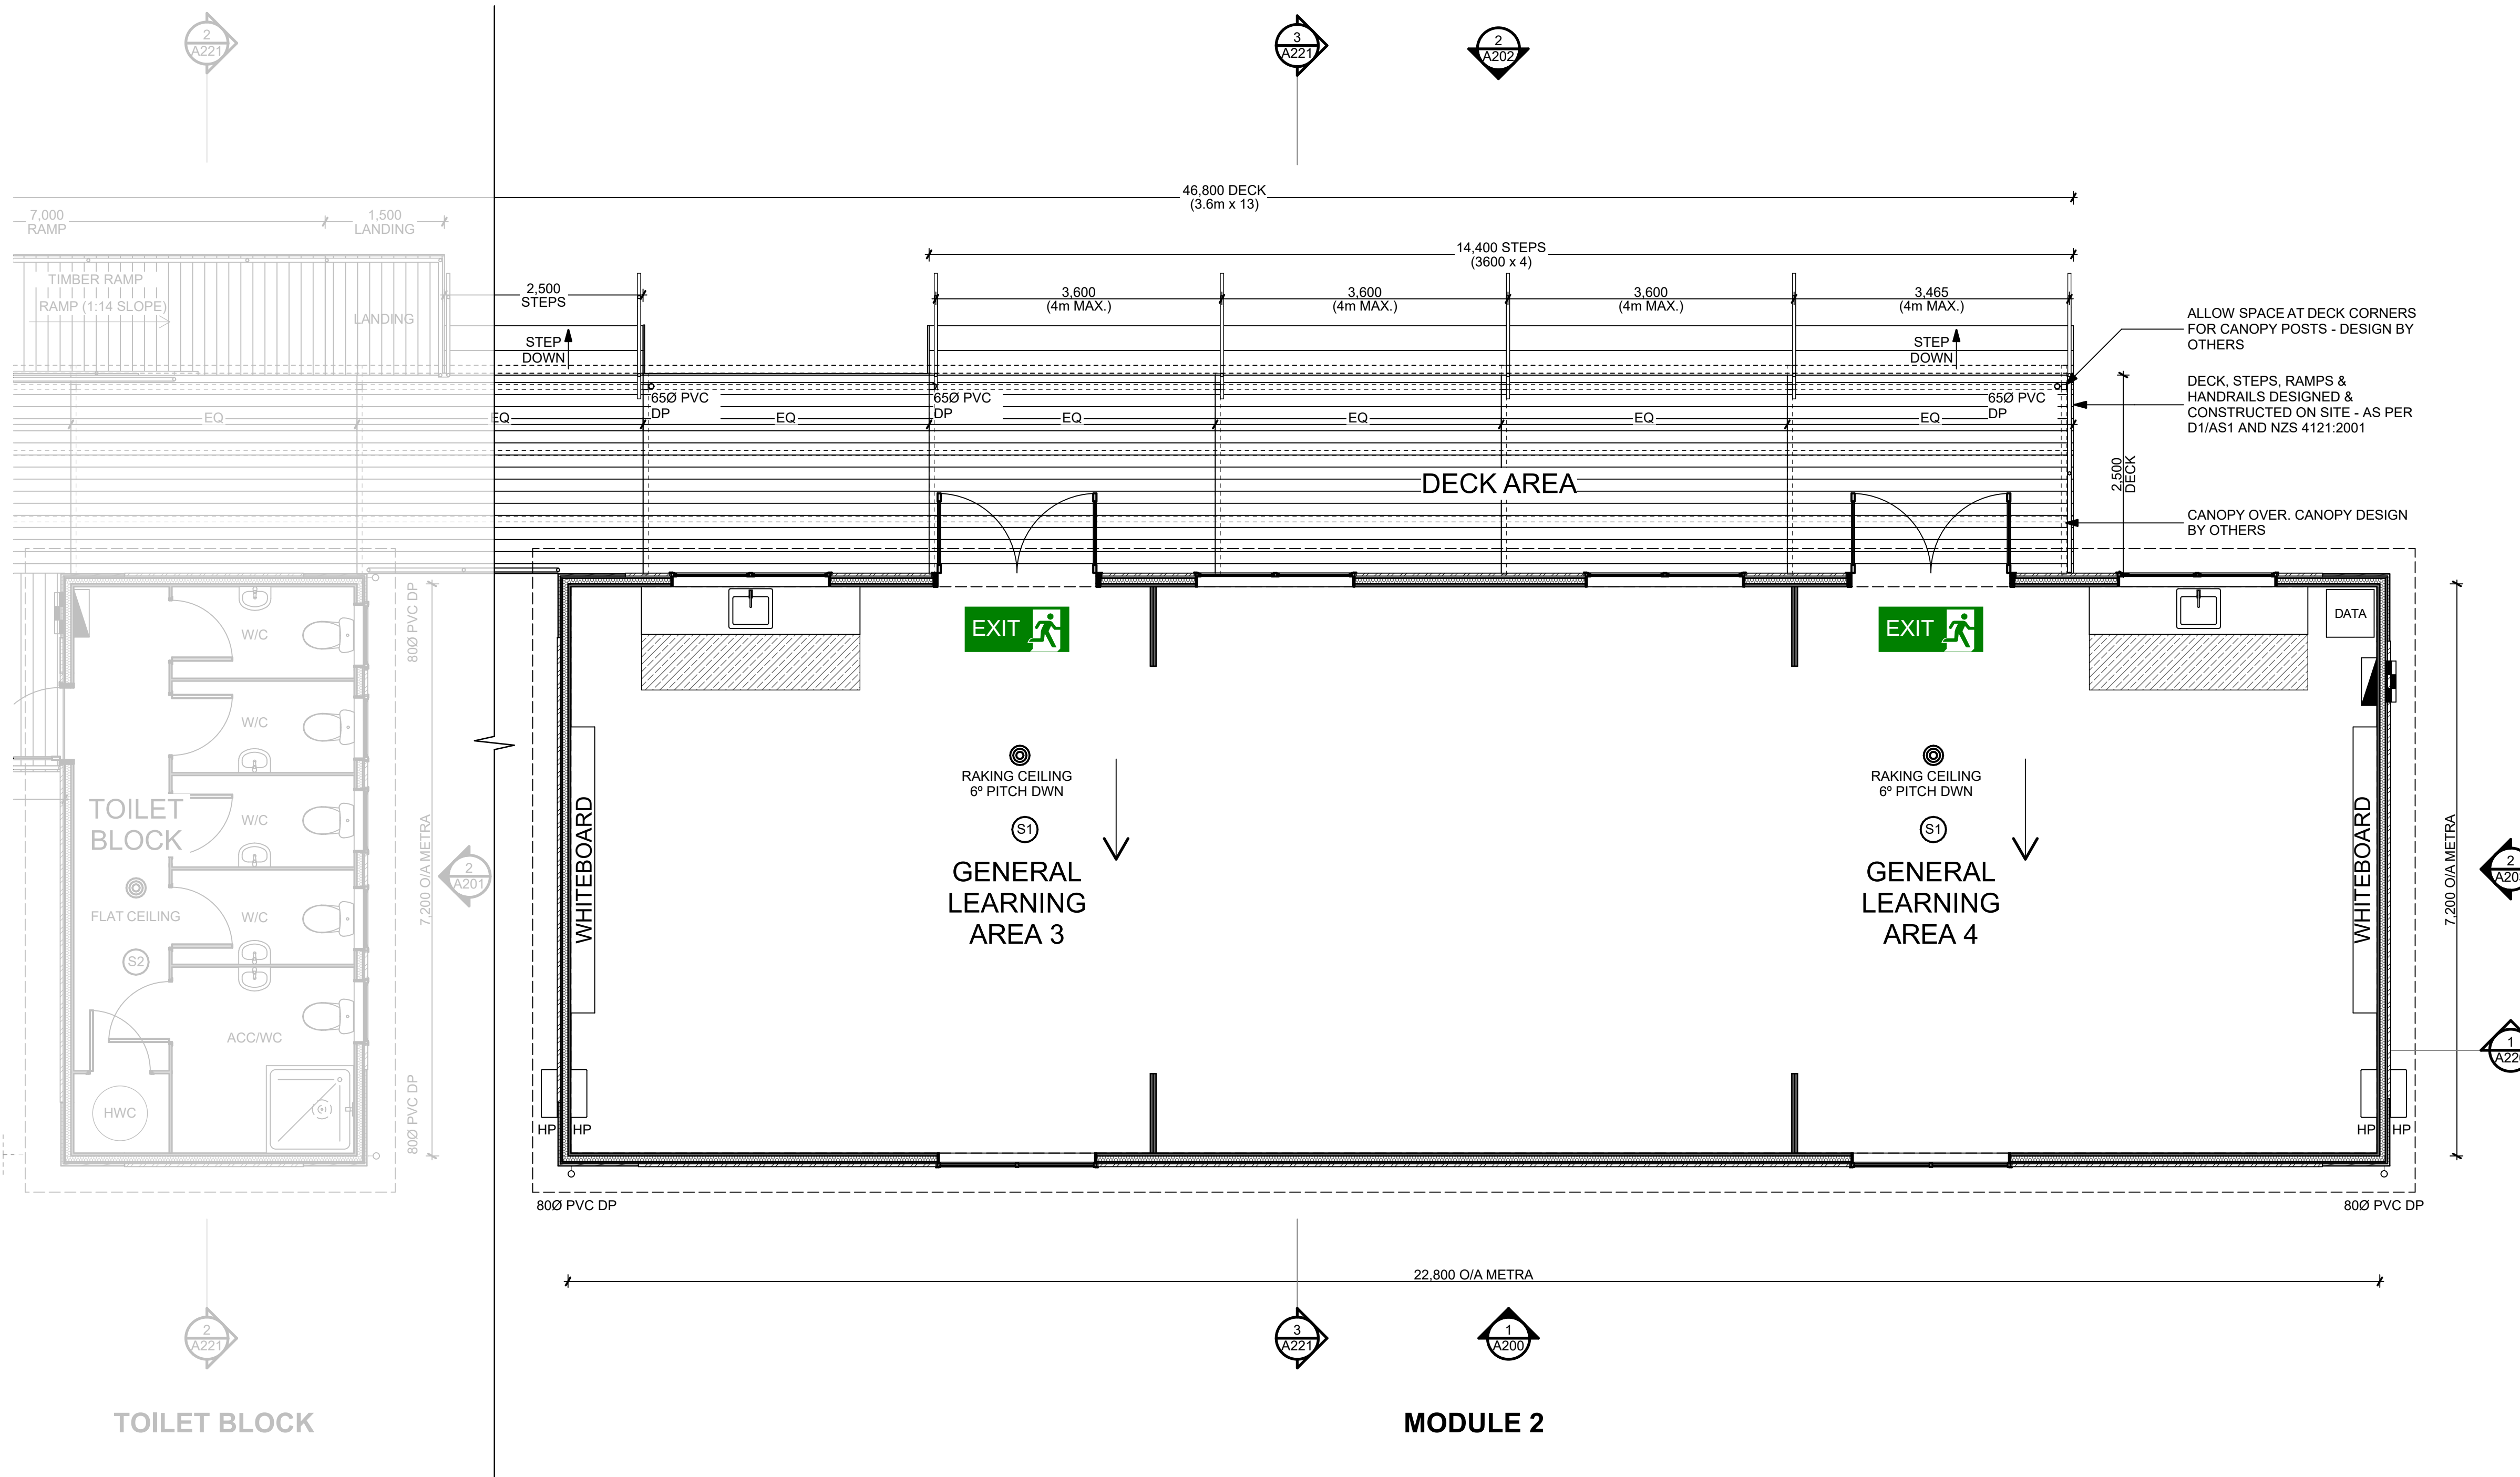 2
A221
3
A221
2
A202
46,800 DECK
(3.6m x 13)
7,000
RAMP
1,500
LANDING
14,400 STEPS
(3600 x 4)
TIMBER RAMP
RAMP (1:14 SLOPE)
LANDING
2,500
STEPS
3,600
(4m MAX.)
3,600
(4m MAX.)
3,600
(4m MAX.)
3,465
(4m MAX.)
STEP
DOWN
STEP
DOWN
ALLOW SPACE AT DECK CORNERS
FOR CANOPY POSTS - DESIGN BY
OTHERS
DECK, STEPS, RAMPS &
HANDRAILS DESIGNED &
CONSTRUCTED ON SITE - AS PER
D1/AS1 AND NZS 4121:2001
65Ø PVC
DP
65Ø PVC
DP
65Ø PVC
DP
EQ
EQ
EQ
EQ
EQ
EQ
EQ
DECK AREA
2,500
DECK
CANOPY OVER. CANOPY DESIGN
BY OTHERS
EXIT
EXIT
DATA
W/C
W/C
W/C
W/C
ACC/WC
HWC
TOILET
BLOCK
FLAT CEILING
S2
80Ø PVC DP
7,200 O/A METRA
80Ø PVC DP
2
A201
WHITEBOARD
RAKING CEILING
6º PITCH DWN
S1
GENERAL
LEARNING
AREA 3
RAKING CEILING
6º PITCH DWN
S1
GENERAL
LEARNING
AREA 4
WHITEBOARD
7,200 O/A METRA
2
A20
1
A22
HP
HP
HP
HP
80Ø PVC DP
80Ø PVC DP
22,800 O/A METRA
2
A221
3
A221
1
A200
TOILET BLOCK
MODULE 2